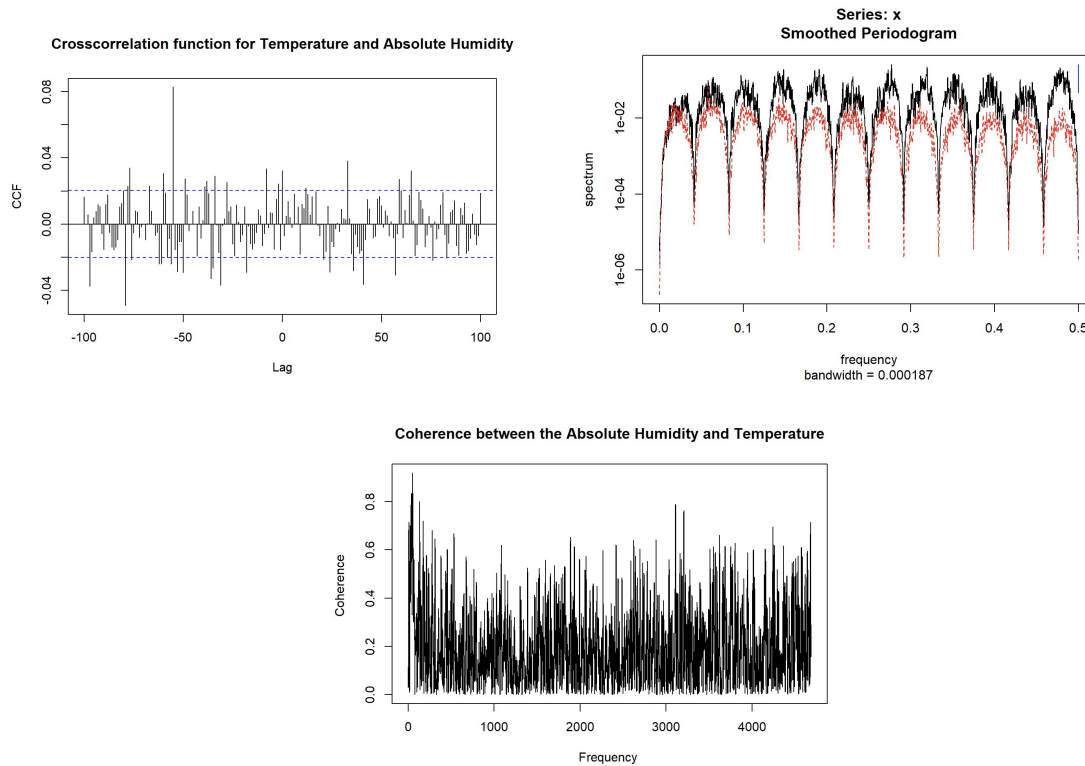 Crosscorrelation function for Temperature and Absolute Humidity
CCF
0.08
0.04
0.00
-0.04
-100
-50
0
50
100
Lag
Series: x
Smoothed Periodogram
spectrum
1e-02
1e-04
1e-06
0.0
0.1
0.2
0.3
0.4
0.5
frequency
bandwidth = 0.000187
Coherence between the Absolute Humidity and Temperature
Coherence
0.8
0.6
0.4
0.2
0.0
0
1000
2000
3000
4000
Frequency